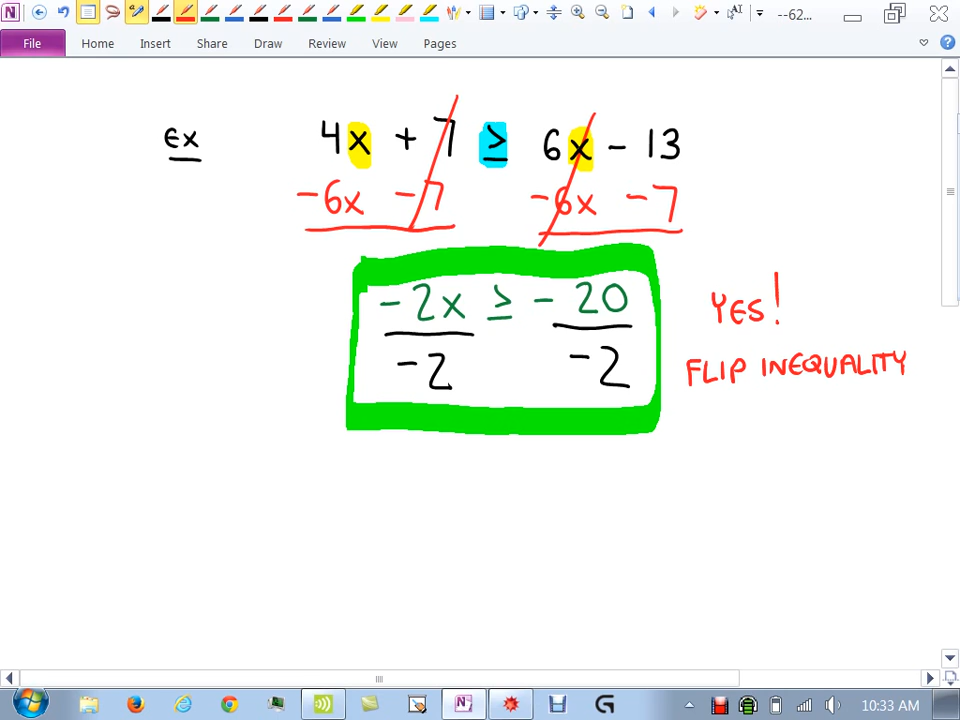 --62...
File Home Insert Share Draw Review View Pages
Ex 4x + 7 ≥ 6x - 13
-6x -7 -6x -7
-2x ≥ -20 YES!
-2 -2 FLIP INEQUALITY
10:33 AM